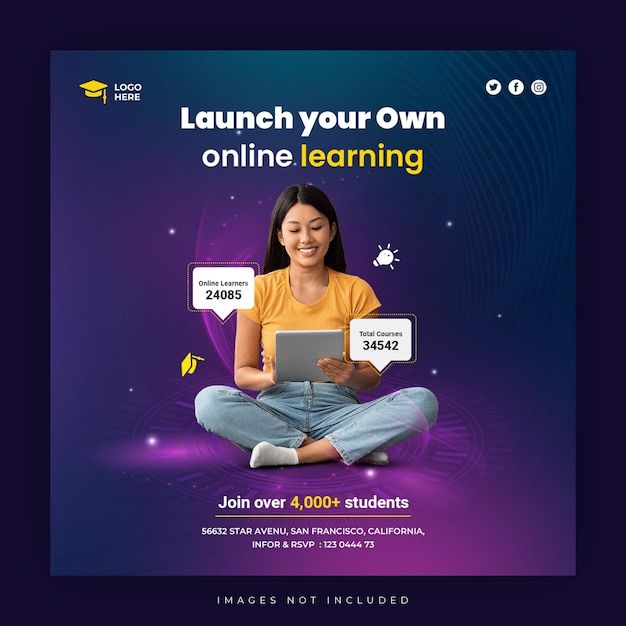 LOGO
HERE
Launch your Own
online learning
Online Learners
24085
Total Courses
34542
Join over 4,000+ students
56632 STAR AVENU, SAN FRANCISCO, CALIFORNIA,
INFOR & RSVP : 123 0444 73
IMAGES NOT INCLUDED